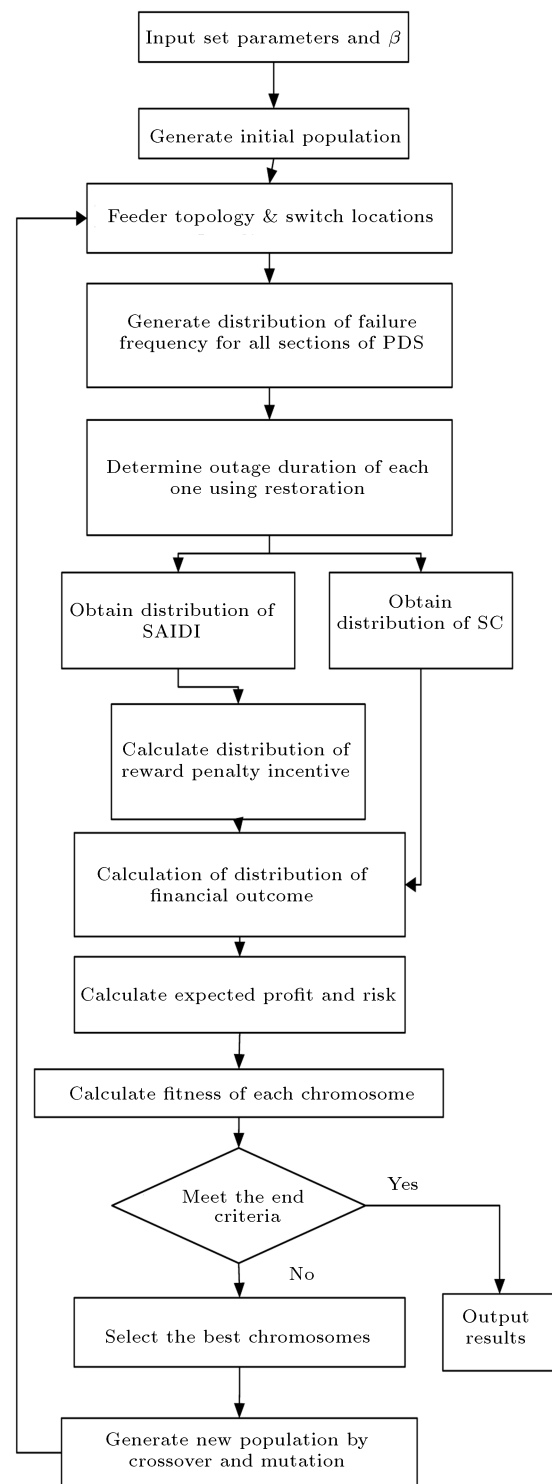 Input set parameters and β
Generate initial population
Feeder topology & switch locations
Generate distribution of failure
frequency for all sections of PDS
Determine outage duration of each
one using restoration
Obtain distribution of
SAIDI
Obtain
distribution of SC
Calculate distribution of
reward penalty incentive
Calculation of distribution of
financial outcome
Calculate expected profit and risk
Calculate fitness of each chromosome
Meet the end
criteria
Yes
No
Output
results
Select the best chromosomes
Generate new population by
crossover and mutation